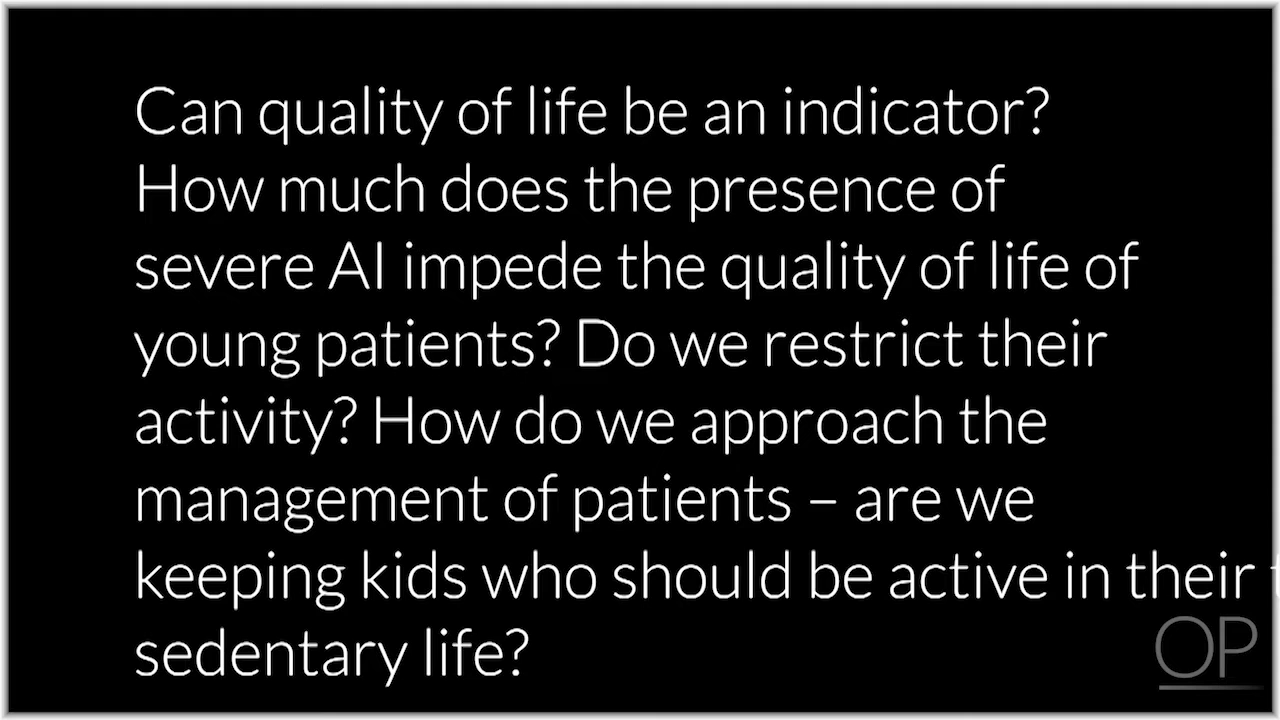 Can quality of life be an indicator?
How much does the presence of
severe AI impede the quality of life of
young patients? Do we restrict their
activity? How do we approach the
management of patients – are we
keeping kids who should be active in their
sedentary life?
OP